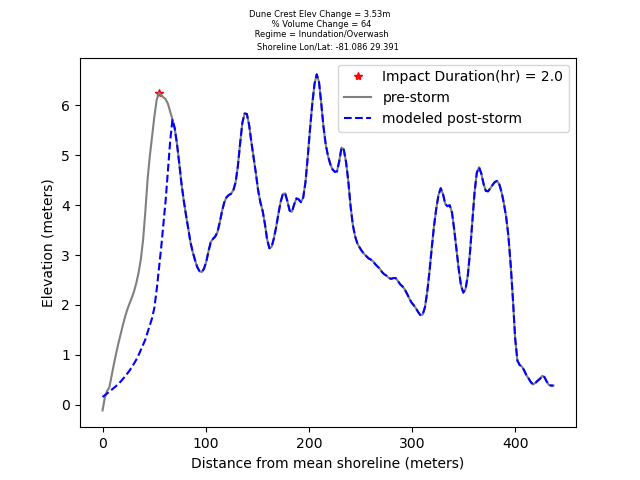 Dune Crest Elev Change = 3.53m
% Volume Change = 64
Regime = Inundation/Overwash
Shoreline Lon/Lat: -81.086 29.391
Impact Duration(hr) = 2.0
pre-storm
modeled post-storm
Elevation (meters)
6
5
4
3
2
1
0
0 100 200 300 400
Distance from mean shoreline (meters)